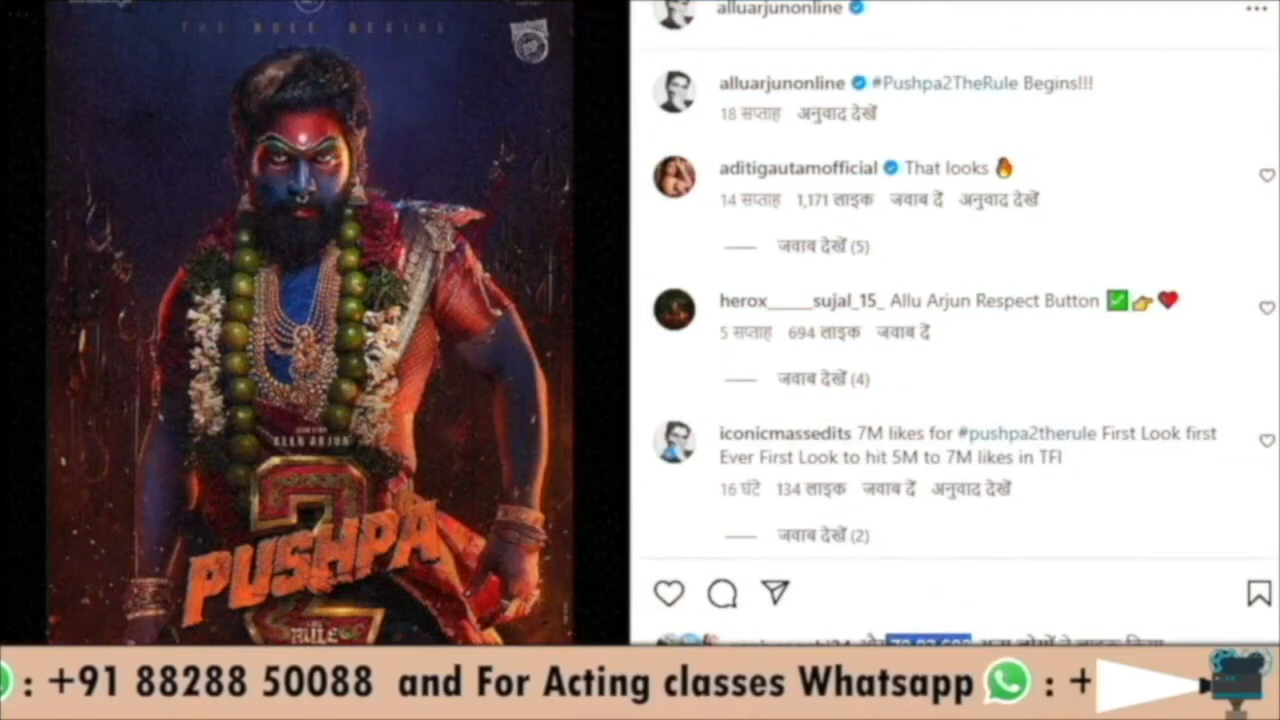 THE RULE BEGINS
ALLU ARJUN
2
PUSHPA
THE
RULE
alluarjunonline
alluarjunonline #Pushpa2TheRule Begins!!!
18 सप्ताह अनुवाद देखें
aditigautamofficial That looks 🔥
14 सप्ताह 1,171 लाइक जवाब दें अनुवाद देखें
जवाब देखें (5)
herox_____sujal_15_ Allu Arjun Respect Button ✅👉❤️
5 सप्ताह 694 लाइक जवाब दें
जवाब देखें (4)
iconicmassedits 7M likes for #pushpa2therule First Look first
Ever First Look to hit 5M to 7M likes in TFI
16 घंटे 134 लाइक जवाब दें अनुवाद देखें
जवाब देखें (2)
: +91 88288 50088 and For Acting classes Whatsapp : +